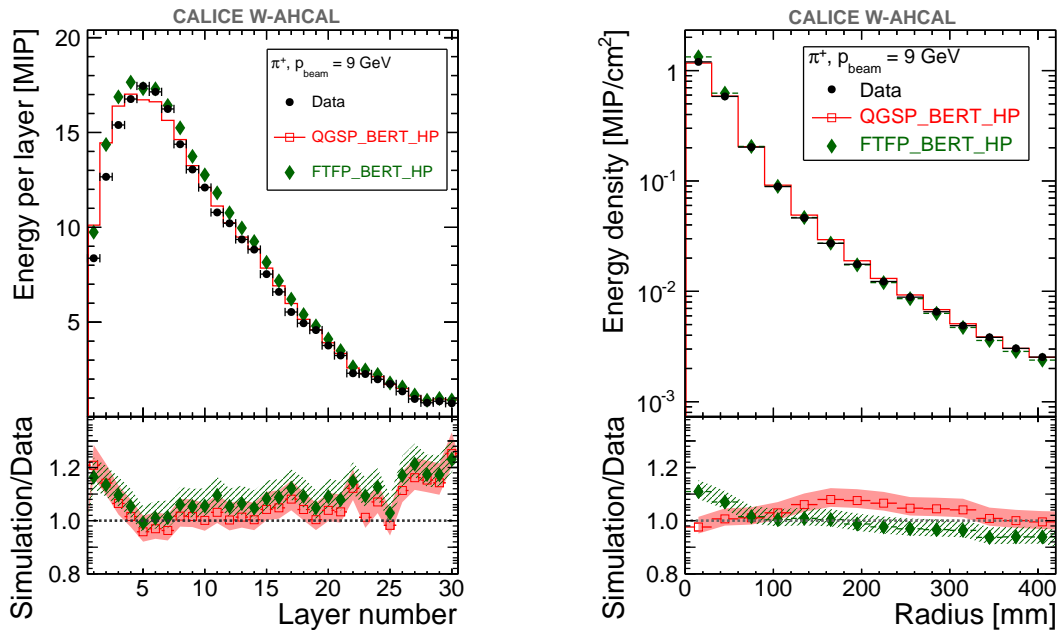 CALICE W-AHCAL
Energy per layer [MIP]
20
15
10
5
π⁺, p_beam = 9 GeV
Data
QGSP_BERT_HP
FTFP_BERT_HP
Simulation/Data
1.2
1.0
0.8
5 10 15 20 25 30
Layer number
CALICE W-AHCAL
Energy density [MIP/cm²]
1
10⁻¹
10⁻²
10⁻³
π⁺, p_beam = 9 GeV
Data
QGSP_BERT_HP
FTFP_BERT_HP
Simulation/Data
1.2
1.0
0.8
0 100 200 300 400
Radius [mm]